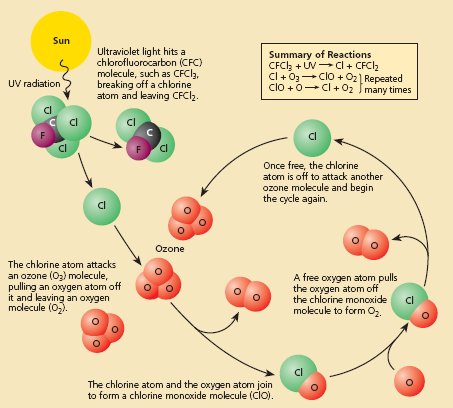 Sun
Ultraviolet light hits a
chlorofluorocarbon (CFC)
molecule, such as CFCl₃,
breaking off a chlorine
atom and leaving CFCl₂.
UV radiation
Summary of Reactions
CFCl₃ + UV → Cl + CFCl₂
Cl + O₃ → ClO + O₂
ClO + O → Cl + O₂
Repeated
many times
Cl
C
Cl
F
Cl
Cl
C
F
Cl
Cl
Cl
Once free, the chlorine
atom is off to attack another
ozone molecule and begin
the cycle again.
O
O
O
Ozone
O
O
The chlorine atom attacks
an ozone (O₃) molecule,
pulling an oxygen atom off
it and leaving an oxygen
molecule (O₂).
O
O
O
O
O
A free oxygen atom pulls
the oxygen atom off
the chlorine monoxide
molecule to form O₂.
Cl
O
O
O
O
Cl
O
O
The chlorine atom and the oxygen atom join
to form a chlorine monoxide molecule (ClO).